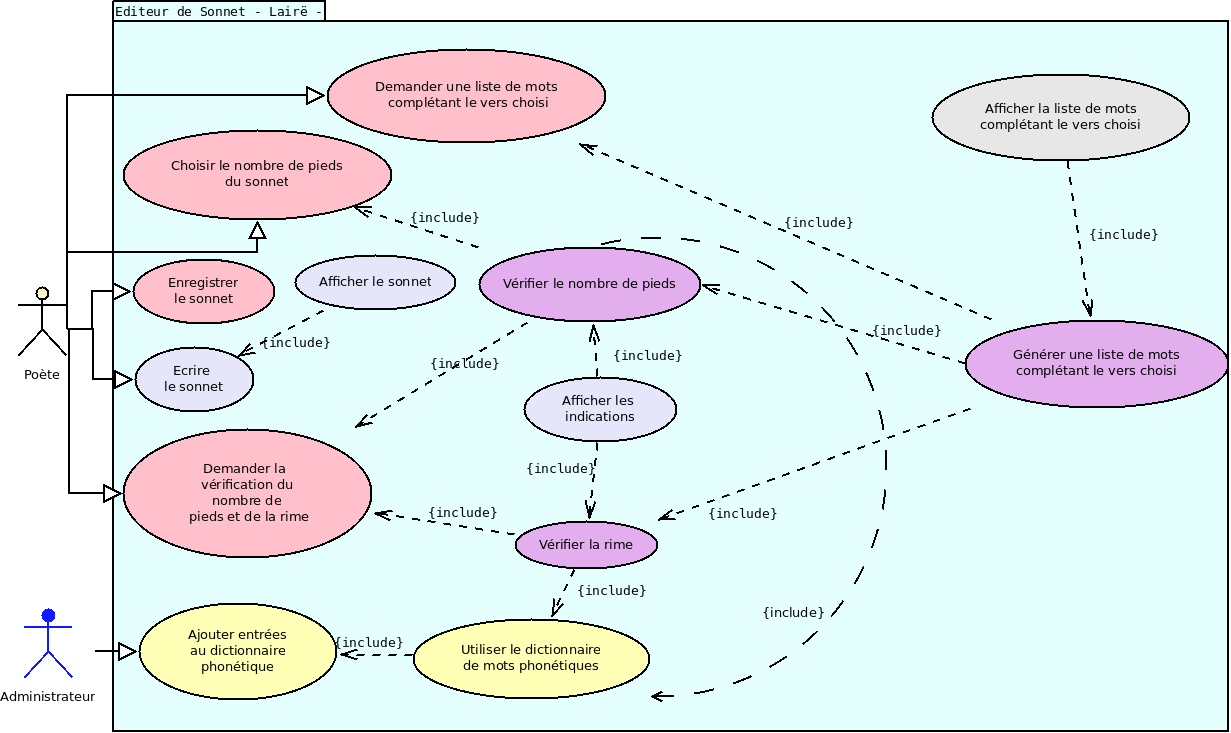 Editeur de Sonnet - Lairë -
Demander une liste de mots
complétant le vers choisi
Afficher la liste de mots
complétant le vers choisi
Choisir le nombre de pieds
du sonnet
{include}
{include}
{include}
Enregistrer
le sonnet
Afficher le sonnet
Vérifier le nombre de pieds
{include}
{include}
{include}
{include}
Générer une liste de mots
complétant le vers choisi
Poète
Ecrire
le sonnet
Afficher les
indications
Demander la
vérification du
nombre de
pieds et de la rime
{include}
{include}
{include}
Vérifier la rime
{include}
{include}
Administrateur
Ajouter entrées
au dictionnaire
phonétique
{include}
Utiliser le dictionnaire
de mots phonétiques